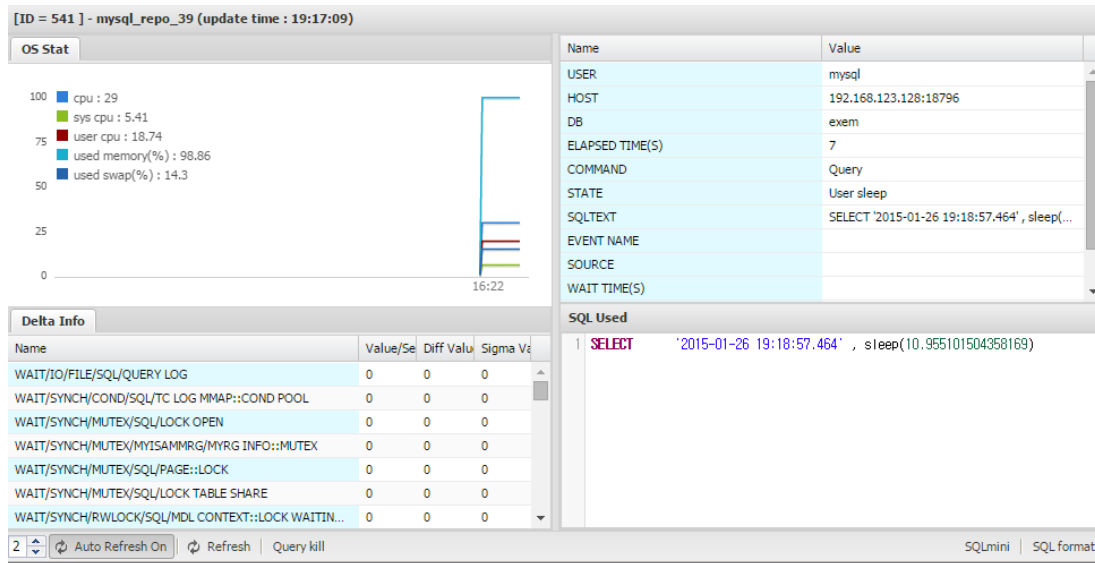 [ID = 541 ] - mysql_repo_39 (update time : 19:17:09)
OS Stat
100
75
50
25
0
cpu : 29
sys cpu : 5.41
user cpu : 18.74
used memory(%) : 98.86
used swap(%) : 14.3
16:22
Name Value
USER mysql
HOST 192.168.123.128:18796
DB exem
ELAPSED TIME(S) 7
COMMAND Query
STATE User sleep
SQLTEXT SELECT '2015-01-26 19:18:57.464' , sleep(...
EVENT NAME
SOURCE
WAIT TIME(S)
Delta Info
Name Value/Se Diff Valu Sigma Va
WAIT/IO/FILE/SQL/QUERY LOG 0 0 0
WAIT/SYNCH/COND/SQL/TC LOG MMAP::COND POOL 0 0 0
WAIT/SYNCH/MUTEX/SQL/LOCK OPEN 0 0 0
WAIT/SYNCH/MUTEX/MYISAMMRG/MYRG INFO::MUTEX 0 0 0
WAIT/SYNCH/MUTEX/SQL/PAGE::LOCK 0 0 0
WAIT/SYNCH/MUTEX/SQL/LOCK TABLE SHARE 0 0 0
WAIT/SYNCH/RWLOCK/SQL/MDL CONTEXT::LOCK WAITIN... 0 0 0
SQL Used
1 SELECT '2015-01-26 19:18:57.464' , sleep(10.955101504358169)
2 Auto Refresh On Refresh Query kill
SQLmini SQL format